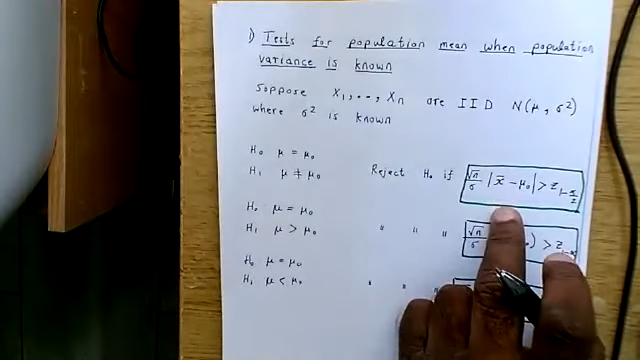 1) Tests for population mean when population
variance is known
Suppose X₁, ..., Xₙ are IID N(μ, σ²)
where σ² is known
H₀ μ = μ₀ Reject H₀ if √n/σ |x̄ - μ₀| > z₁₋α/₂
H₁ μ ≠ μ₀
H₀ μ = μ₀
H₁ μ > μ₀ " " " √n/σ ) > z
H₀ μ = μ₀
H₁ μ < μ₀ " " "